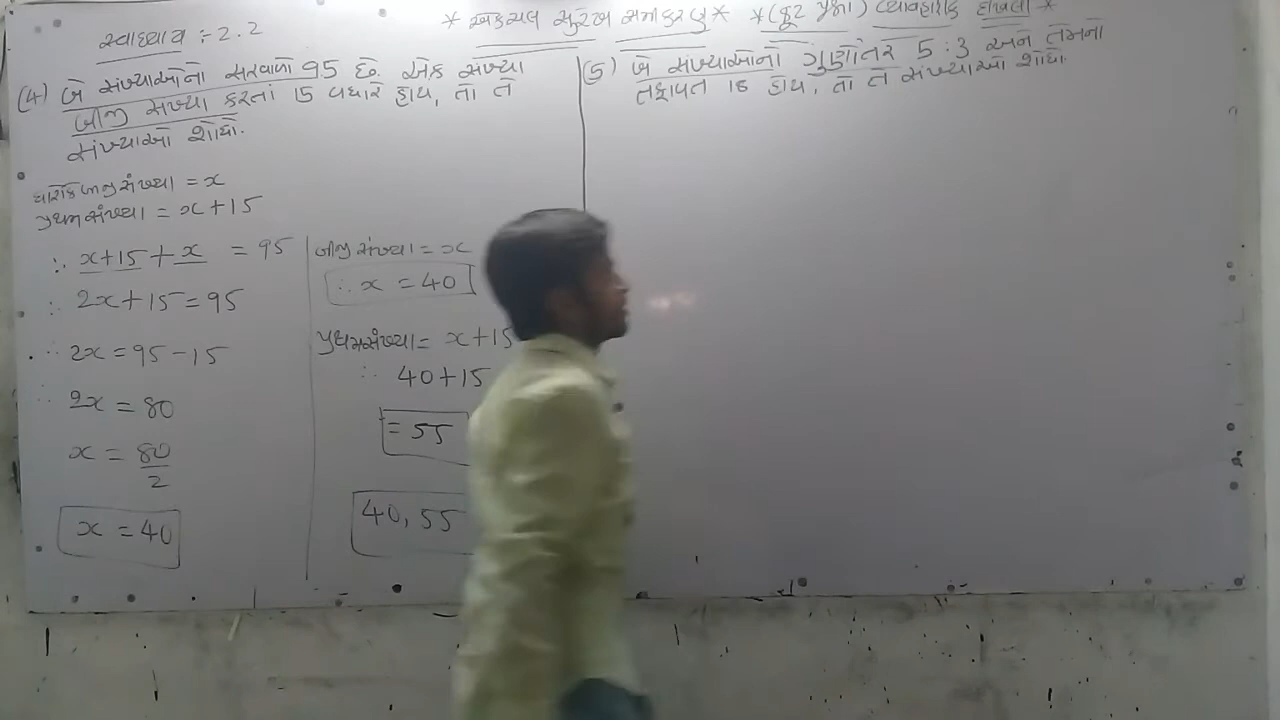 * એકચલ સુરેખ સમીકરણ * * (કૂટ પ્રશ્ન) વ્યાવહારિક દાખલા *
સ્વાધ્યાય :- 2.2
(4) બે સંખ્યાઓનો સરવાળો 95 છે. એક સંખ્યા
બીજી સંખ્યા કરતાં 15 વધારે હોય, તો તે
સંખ્યાઓ શોધો.
ધારોકે બીજી સંખ્યા = x
પ્રથમ સંખ્યા = x+15
∴ x+15 + x = 95
∴ 2x+15 = 95
∴ 2x = 95 - 15
∴ 2x = 80
x = 80/2
x = 40
બીજી સંખ્યા = x
∴ x = 40
પ્રથમ સંખ્યા = x+15
∴ 40+15
= 55
40, 55
(5) બે સંખ્યાઓનો ગુણોત્તર 5:3 અને તેમનો
તફાવત 18 હોય, તો તે સંખ્યાઓ શોધો.